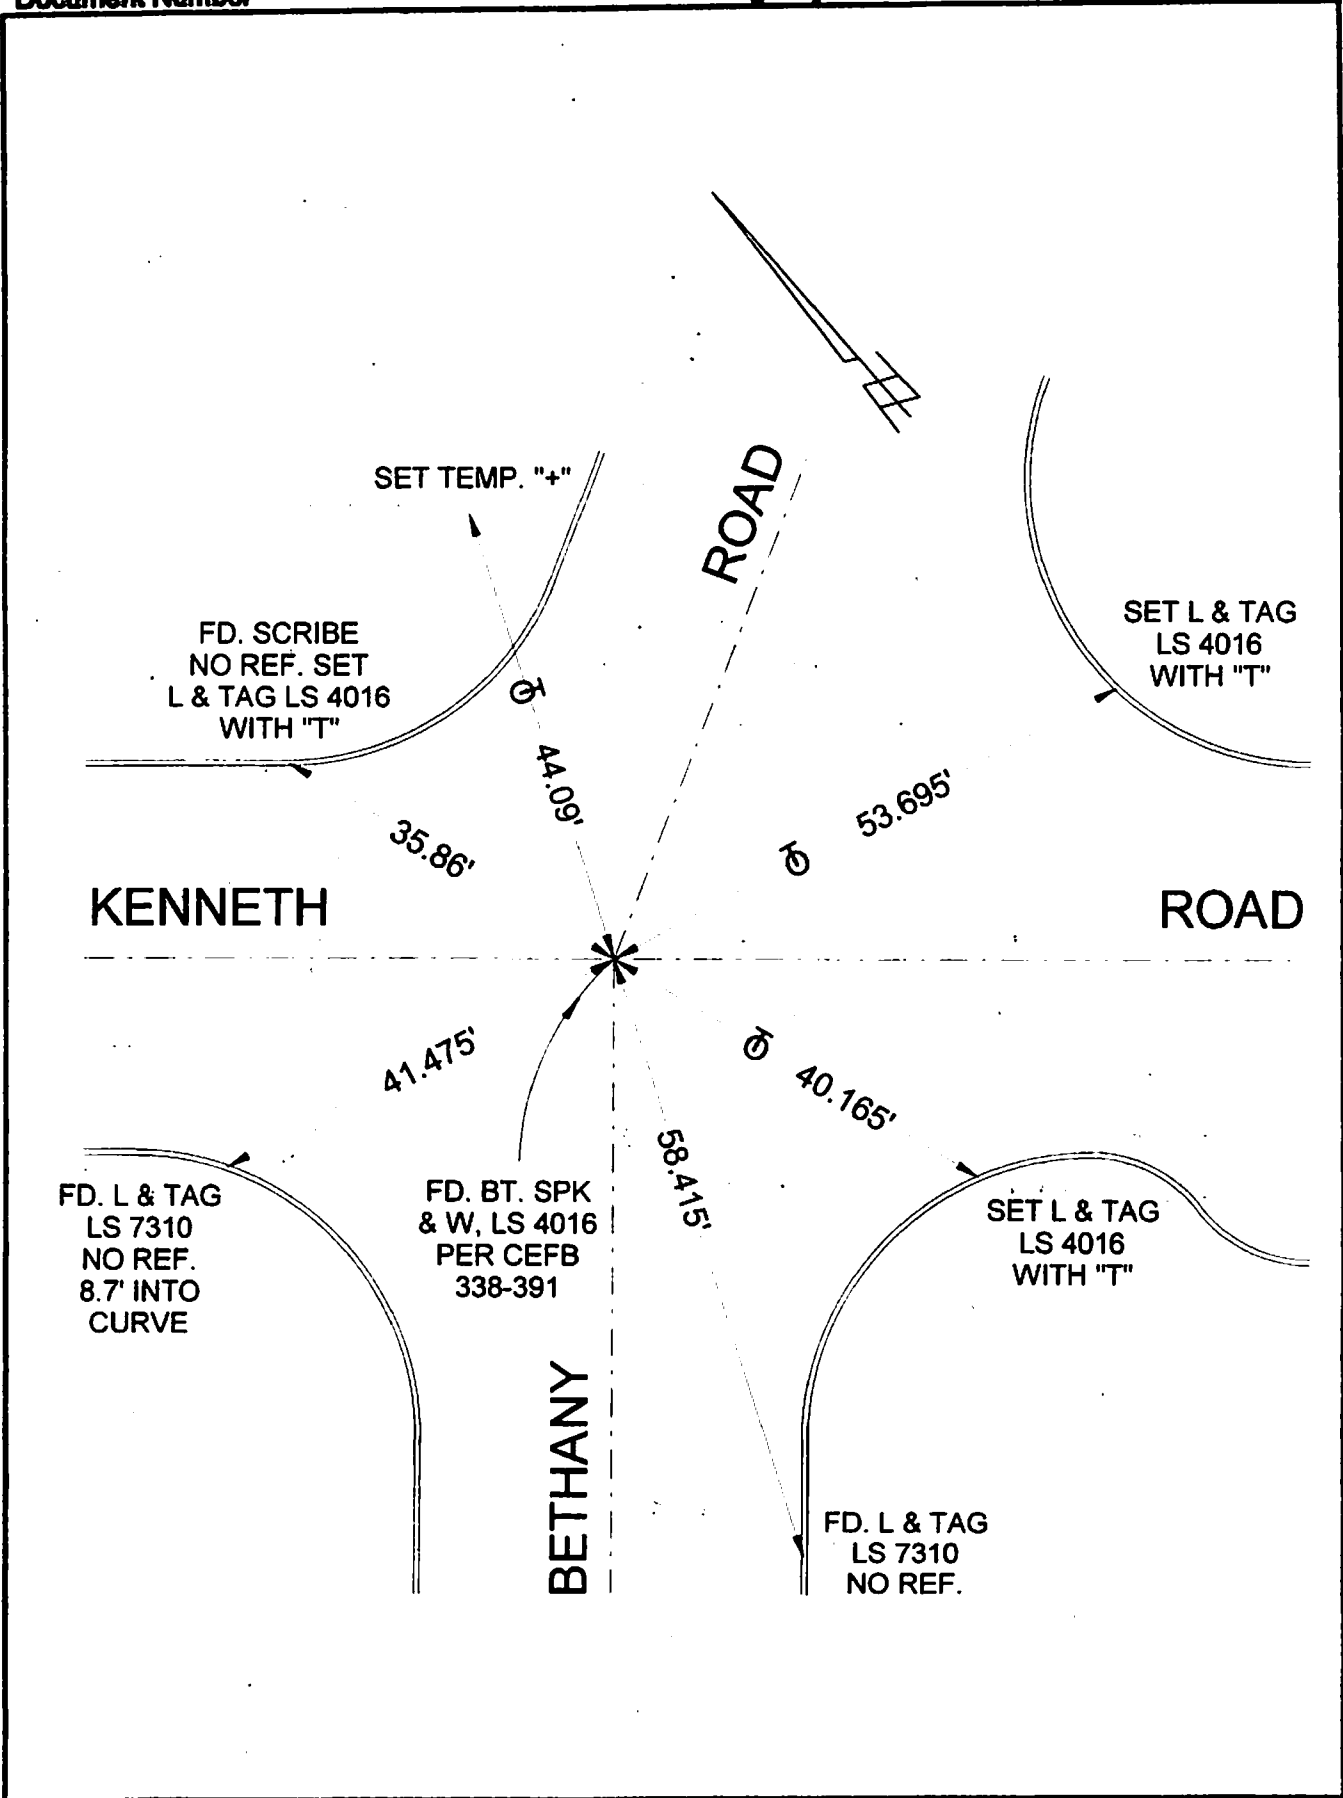 Document Number
ROAD
SET TEMP. "+"
FD. SCRIBE
NO REF. SET
L & TAG LS 4016
WITH "T"
SET L & TAG
LS 4016
WITH "T"
44.09'
53.695'
35.86'
KENNETH
ROAD
41.475'
40.165'
58.415'
FD. L & TAG
LS 7310
NO REF.
8.7' INTO
CURVE
FD. BT. SPK
& W, LS 4016
PER CEFB
338-391
SET L & TAG
LS 4016
WITH "T"
BETHANY
FD. L & TAG
LS 7310
NO REF.